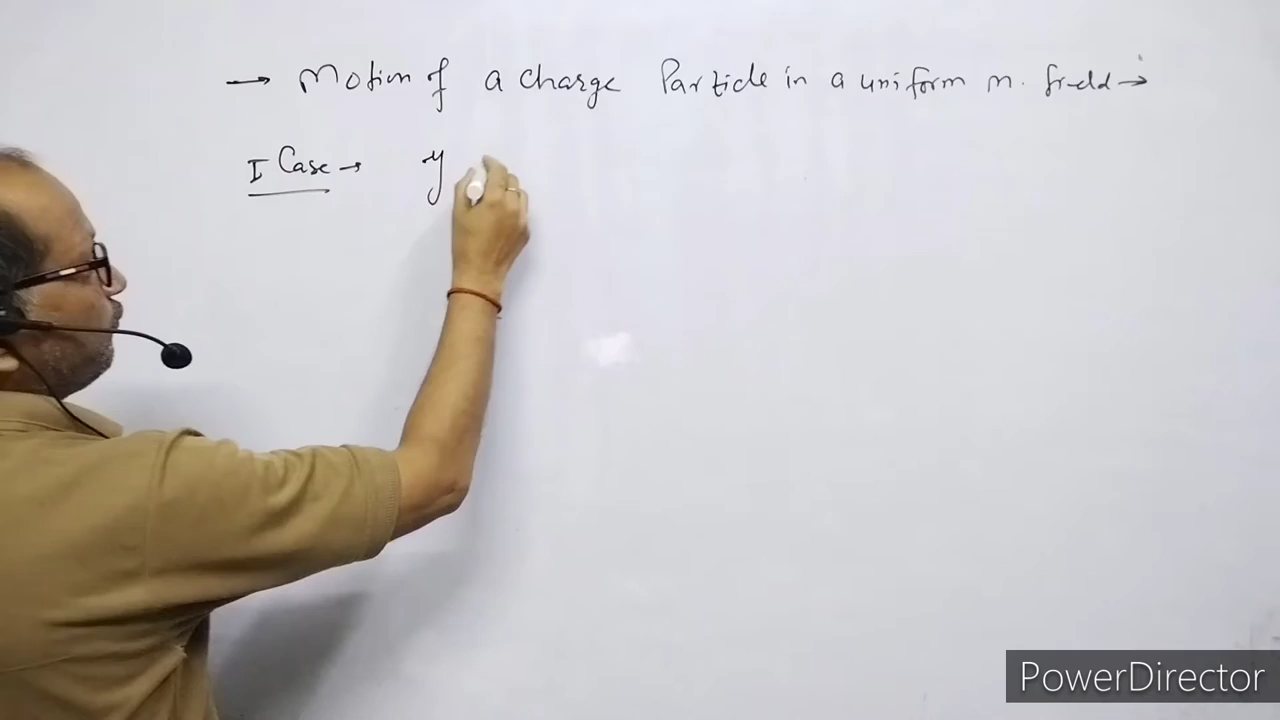 → Motion of a charge Particle in a uniform m. field →
I Case → y
PowerDirector